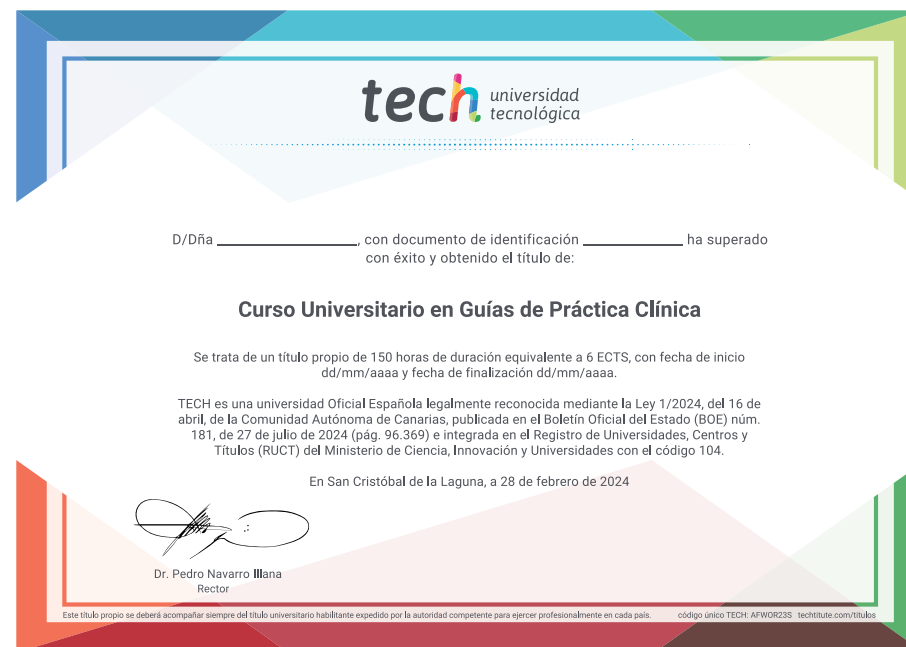 tech universidad
tecnológica
D/Dña ____________________, con documento de identificación ______________ ha superado
con éxito y obtenido el título de:
Curso Universitario en Guías de Práctica Clínica
Se trata de un título propio de 150 horas de duración equivalente a 6 ECTS, con fecha de inicio
dd/mm/aaaa y fecha de finalización dd/mm/aaaa.
TECH es una universidad Oficial Española legalmente reconocida mediante la Ley 1/2024, del 16 de
abril, de la Comunidad Autónoma de Canarias, publicada en el Boletín Oficial del Estado (BOE) núm.
181, de 27 de julio de 2024 (pág. 96.369) e integrada en el Registro de Universidades, Centros y
Títulos (RUCT) del Ministerio de Ciencia, Innovación y Universidades con el código 104.
En San Cristóbal de la Laguna, a 28 de febrero de 2024
Dr. Pedro Navarro Illana
Rector
Este título propio se deberá acompañar siempre del título universitario habilitante expedido por la autoridad competente para ejercer profesionalmente en cada país. código único TECH: AFWOR23S techtitute.com/titulos